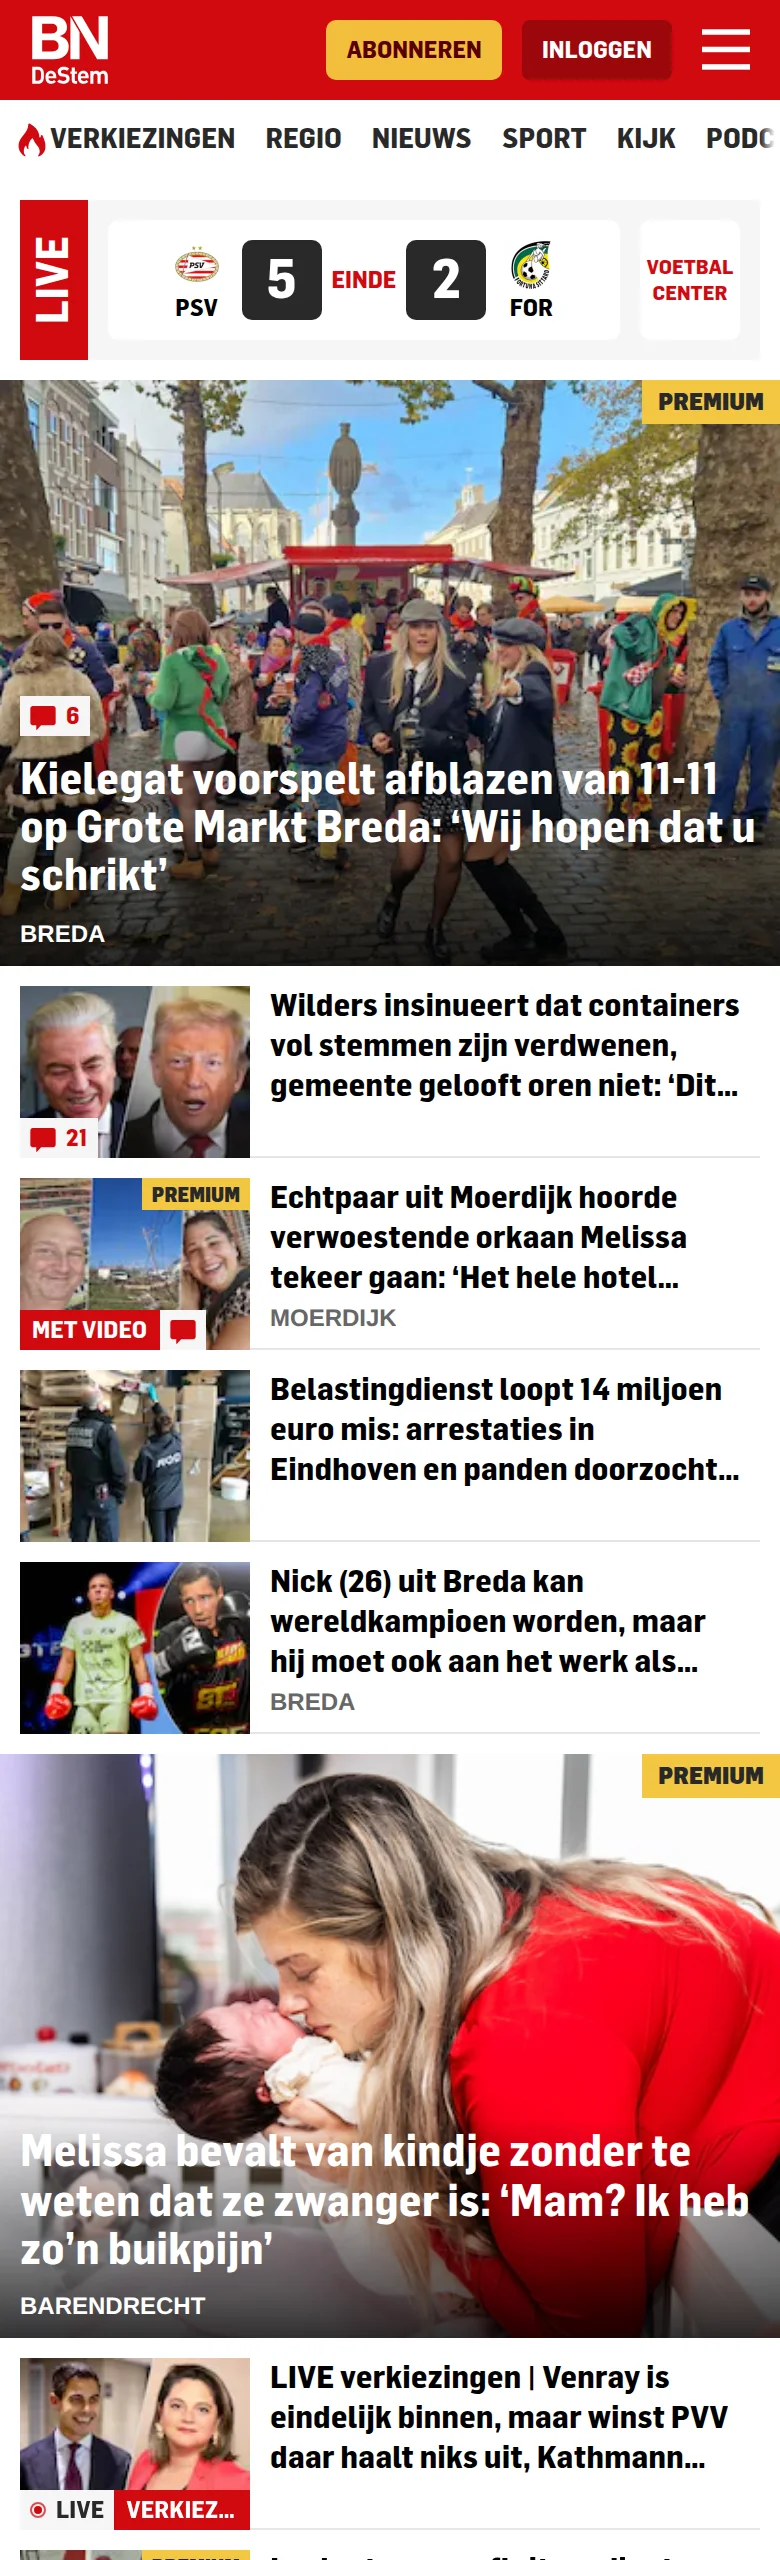 BN
DeStem
ABONNEREN
INLOGGEN
VERKIEZINGEN REGIO NIEUWS SPORT KIJK PODC
LIVE
PSV
5
EINDE
2
FOR
VOETBAL
CENTER
PREMIUM
6
Kielegat voorspelt afblazen van 11-11
op Grote Markt Breda: ‘Wij hopen dat u
schrikt’
BREDA
21
Wilders insinueert dat containers
vol stemmen zijn verdwenen,
gemeente gelooft oren niet: ‘Dit...
PREMIUM
MET VIDEO
Echtpaar uit Moerdijk hoorde
verwoestende orkaan Melissa
tekeer gaan: ‘Het hele hotel...
MOERDIJK
Belastingdienst loopt 14 miljoen
euro mis: arrestaties in
Eindhoven en panden doorzocht...
Nick (26) uit Breda kan
wereldkampioen worden, maar
hij moet ook aan het werk als...
BREDA
PREMIUM
Melissa bevalt van kindje zonder te
weten dat ze zwanger is: ‘Mam? Ik heb
zo’n buikpijn’
BARENDRECHT
LIVE
VERKIEZ...
LIVE verkiezingen | Venray is
eindelijk binnen, maar winst PVV
daar haalt niks uit, Kathmann...